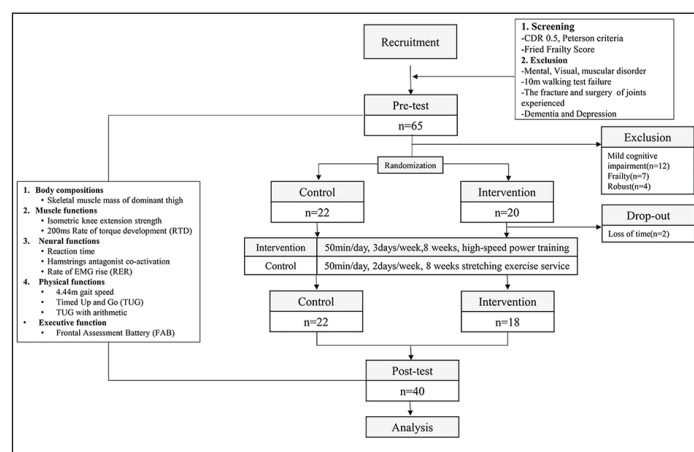 Recruitment
1. Screening
-CDR 0.5, Peterson criteria
-Fried Frailty Score
2. Exclusion
-Mental, Visual, muscular disorder
-10m walking test failure
-The fracture and surgery of joints
experienced
-Dementia and Depression
Pre-test
n=65
Exclusion
Mild cognitive
impairment(n=12)
Frailty(n=7)
Robust(n=4)
Randomization
Control
n=22
Intervention
n=20
Drop-out
Loss of time(n=2)
Intervention 50min/day, 3days/week,8 weeks, high-speed power training
Control 50min/day, 2days/week, 8 weeks stretching exercise service
Control
n=22
Intervention
n=18
1. Body compositions
• Skeletal muscle mass of dominant thigh
2. Muscle functions
• Isometric knee extension strength
• 200ms Rate of torque development (RTD)
3. Neural functions
• Reaction time
• Hamstrings antagonist co-activation
• Rate of EMG rise (RER)
4. Physical functions
• 4.44m gait speed
• Timed Up and Go (TUG)
• TUG with arithmetic
• Executive function
• Frontal Assessment Battery (FAB)
Post-test
n=40
Analysis